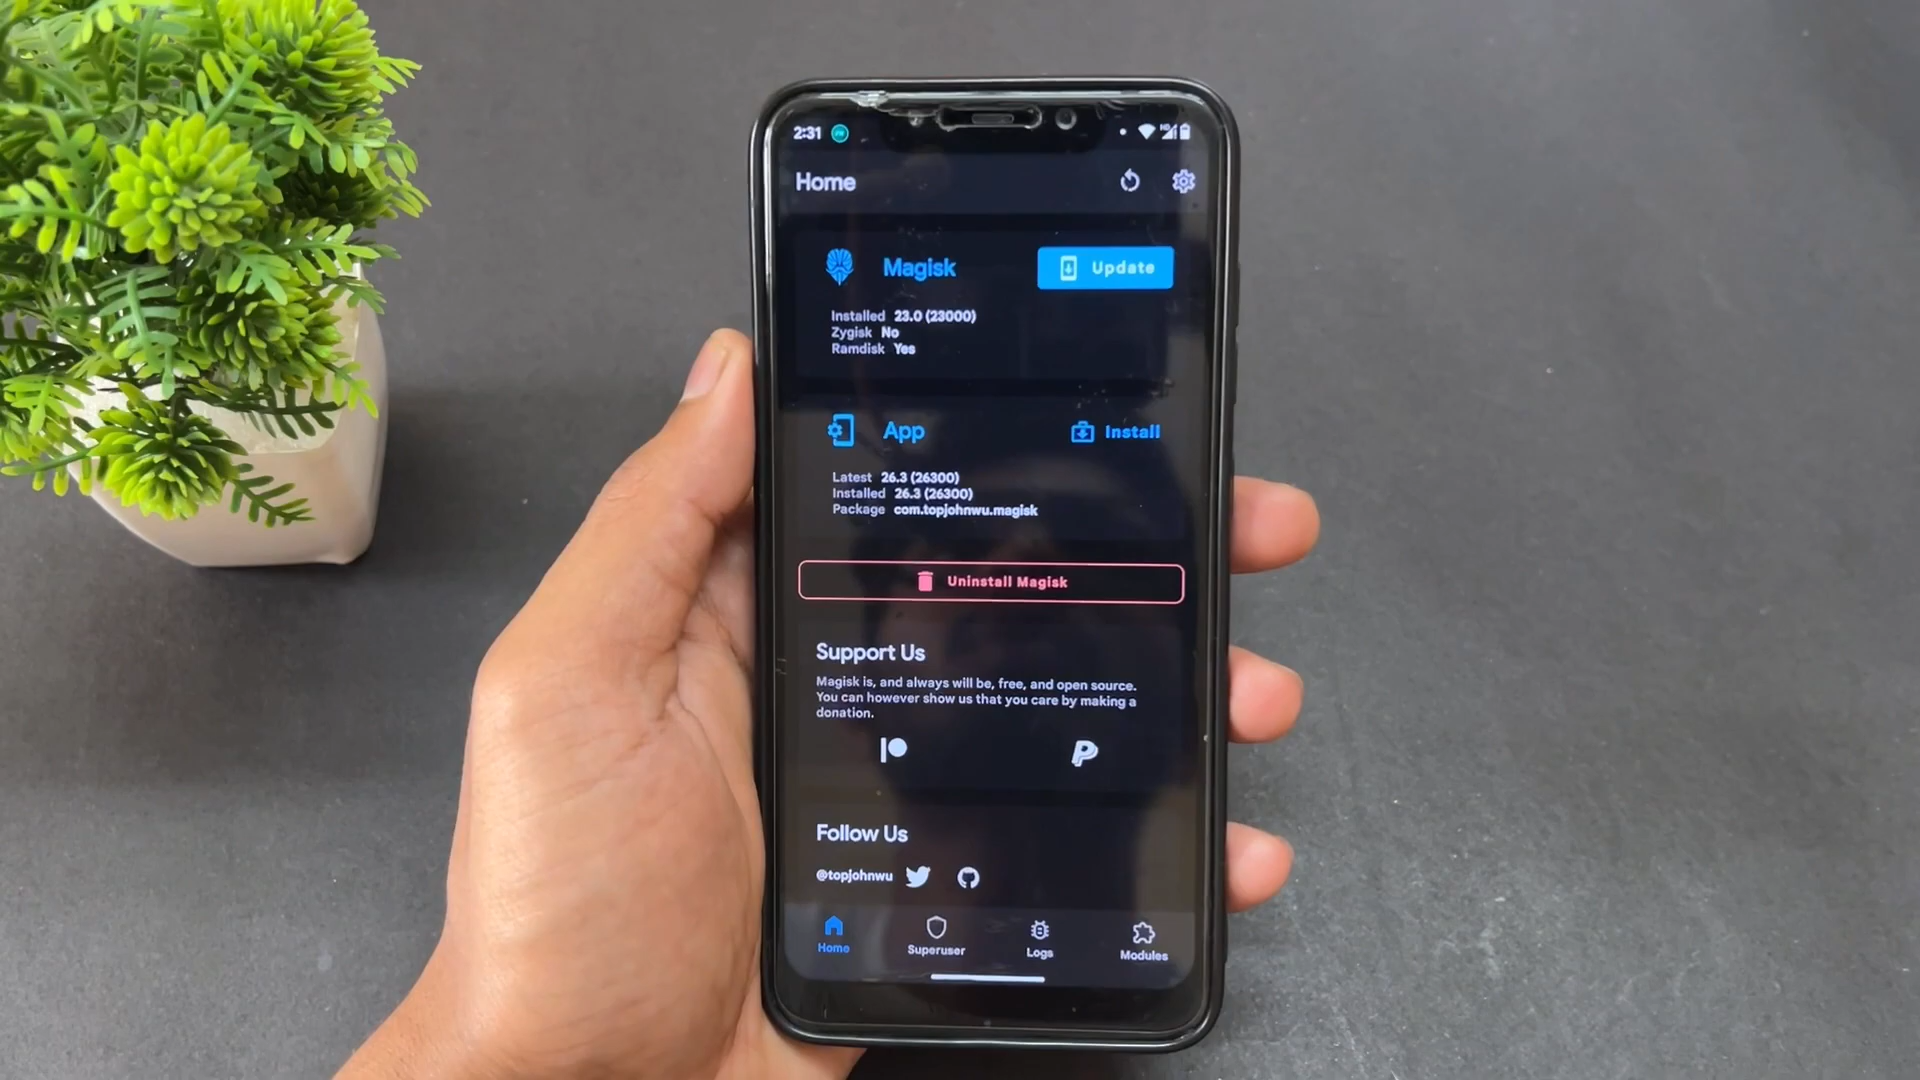 2:31
Home
Magisk
Update
Installed 23.0 (23000)
Zygisk No
Ramdisk Yes
App
Install
Latest 26.3 (26300)
Installed 26.3 (26300)
Package com.topjohnwu.magisk
Uninstall Magisk
Support Us
Magisk is, and always will be, free, and open source.
You can however show us that you care by making a
donation.
Follow Us
@topjohnwu
Home
Superuser
Logs
Modules